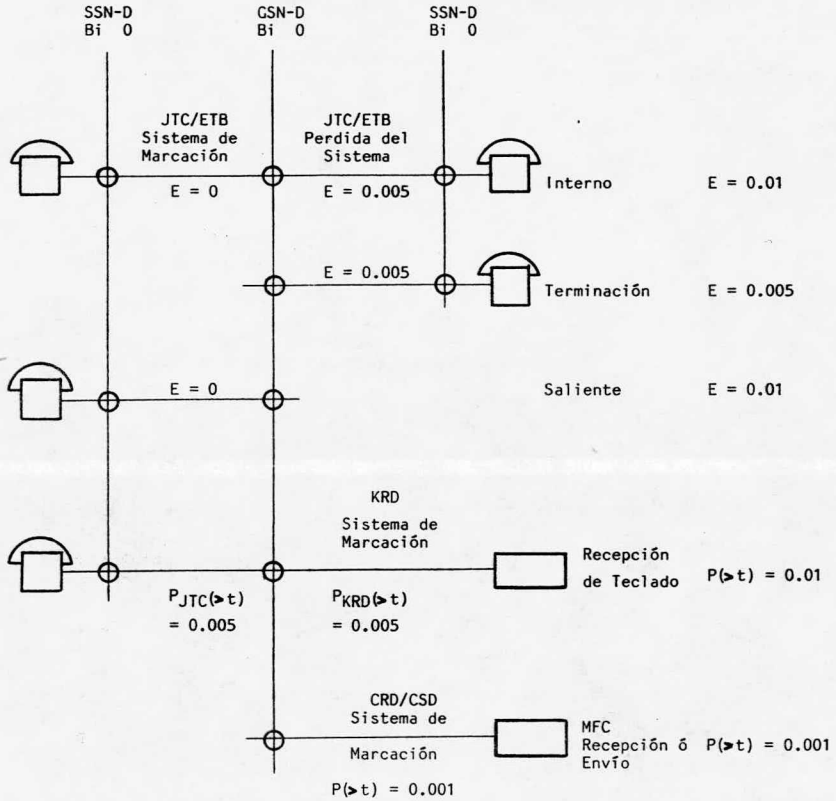 SSN-D GSN-D SSN-D
Bi 0 Bi 0 Bi 0
JTC/ETB JTC/ETB
Sistema de Perdida del
Marcación Sistema
E = 0 E = 0.005 Interno E = 0.01
E = 0.005
Terminación E = 0.005
E = 0 Saliente E = 0.01
KRD
Sistema de
Marcación
Recepción
de Teclado P(>t) = 0.01
PJTC(>t) PKRD(>t)
= 0.005 = 0.005
CRD/CSD
Sistema de
Marcación
MFC
Recepción ó P(>t) = 0.001
Envío
P(>t) = 0.001